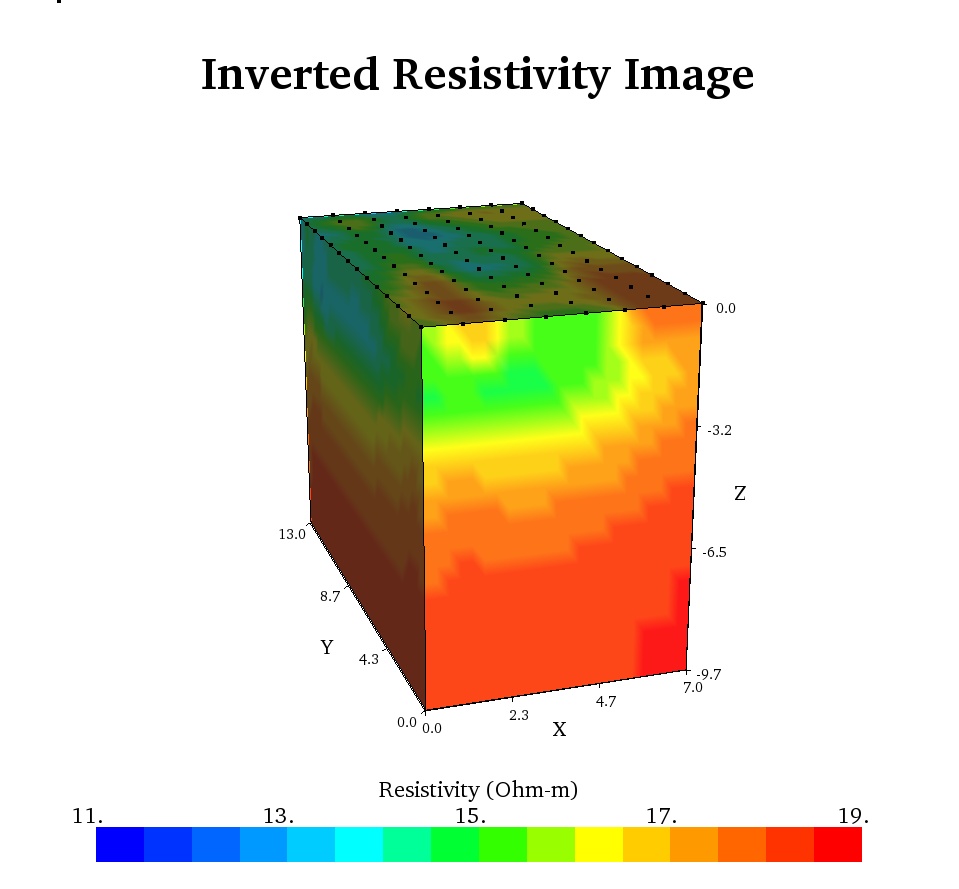 Inverted Resistivity Image
0.0
-3.2
Z
-6.5
-9.7
13.0
8.7
Y
4.3
0.0
0.0
2.3
X
4.7
7.0
Resistivity (Ohm-m)
11. 13. 15. 17. 19.